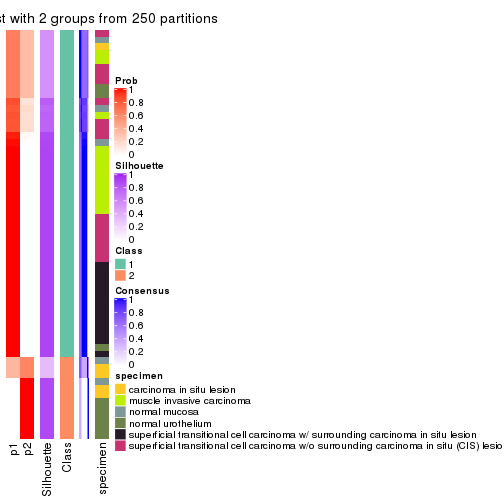 st with 2 groups from 250 partitions
Prob
1
0.8
0.6
0.4
0.2
0
Silhouette
1
0.8
0.6
0.4
0.2
0
Class
1
2
Consensus
1
0.8
0.6
0.4
0.2
0
specimen
carcinoma in situ lesion
muscle invasive carcinoma
normal mucosa
normal urothelium
superficial transitional cell carcinoma w/ surrounding carcinoma in situ lesion
superficial transitional cell carcinoma w/o surrounding carcinoma in situ (CIS) lesio
p1
p2
Silhouette
Class
specimen